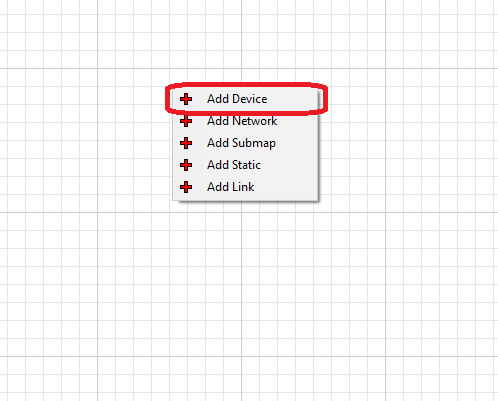 Add Device
Add Network
Add Submap
Add Static
Add Link